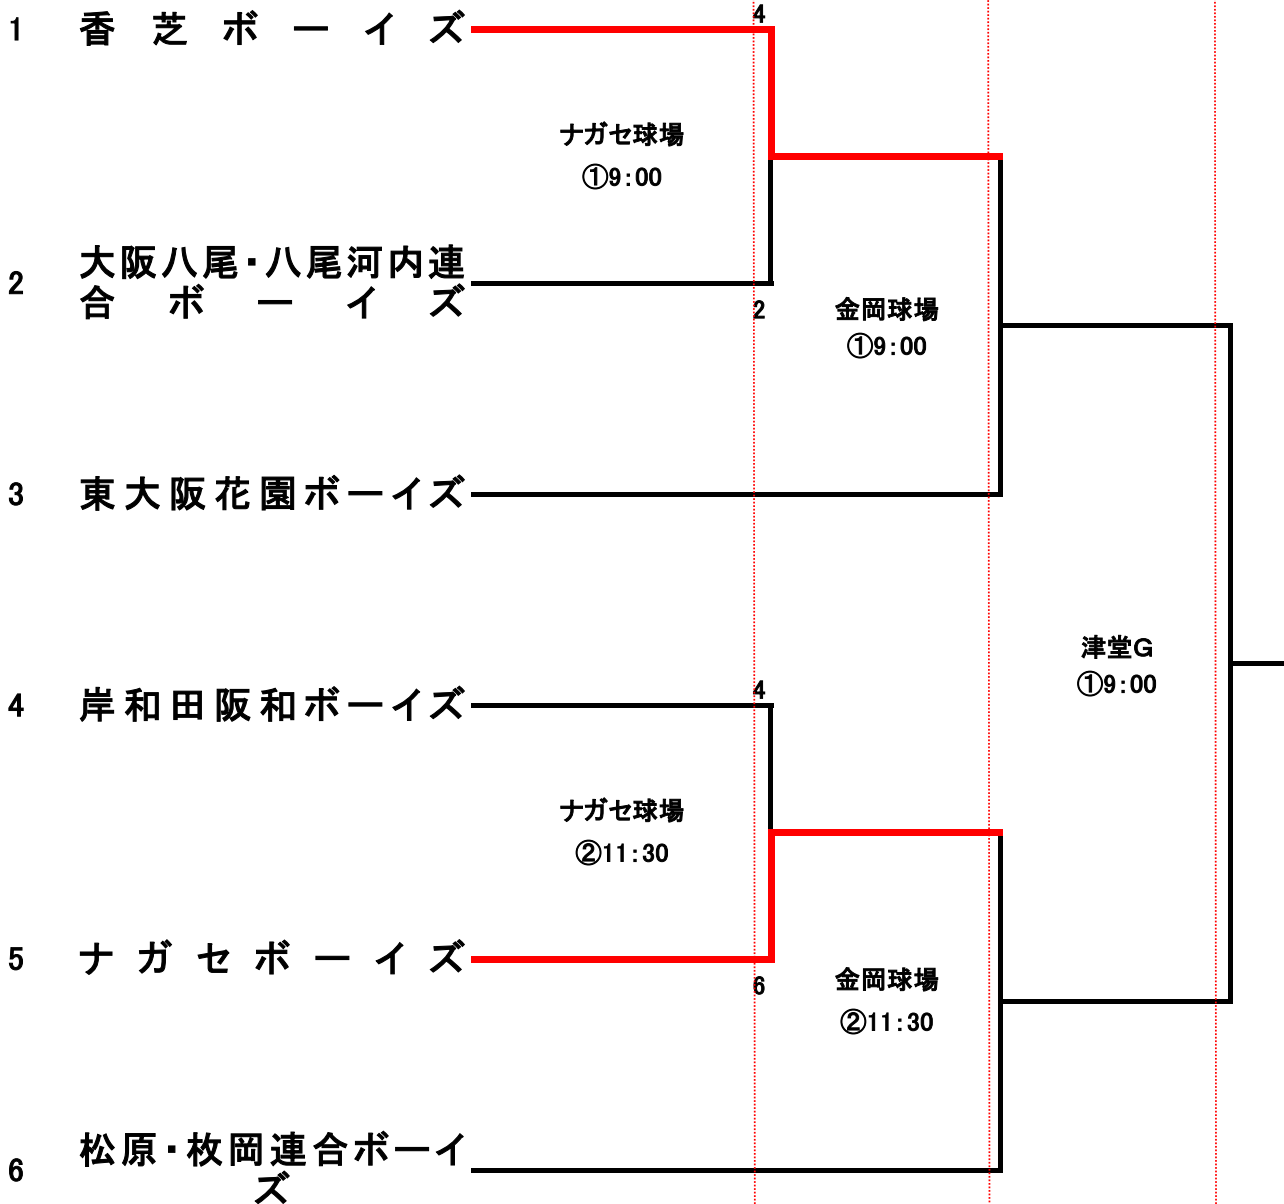 1 香芝ボーイズ
4
ナガセ球場
①9:00
2 大阪八尾・八尾河内連
合ボーイズ
2
金岡球場
①9:00
3 東大阪花園ボーイズ
津堂G
①9:00
4 岸和田阪和ボーイズ
4
ナガセ球場
②11:30
5 ナガセボーイズ
6
金岡球場
②11:30
6 松原・枚岡連合ボーイ
ズ